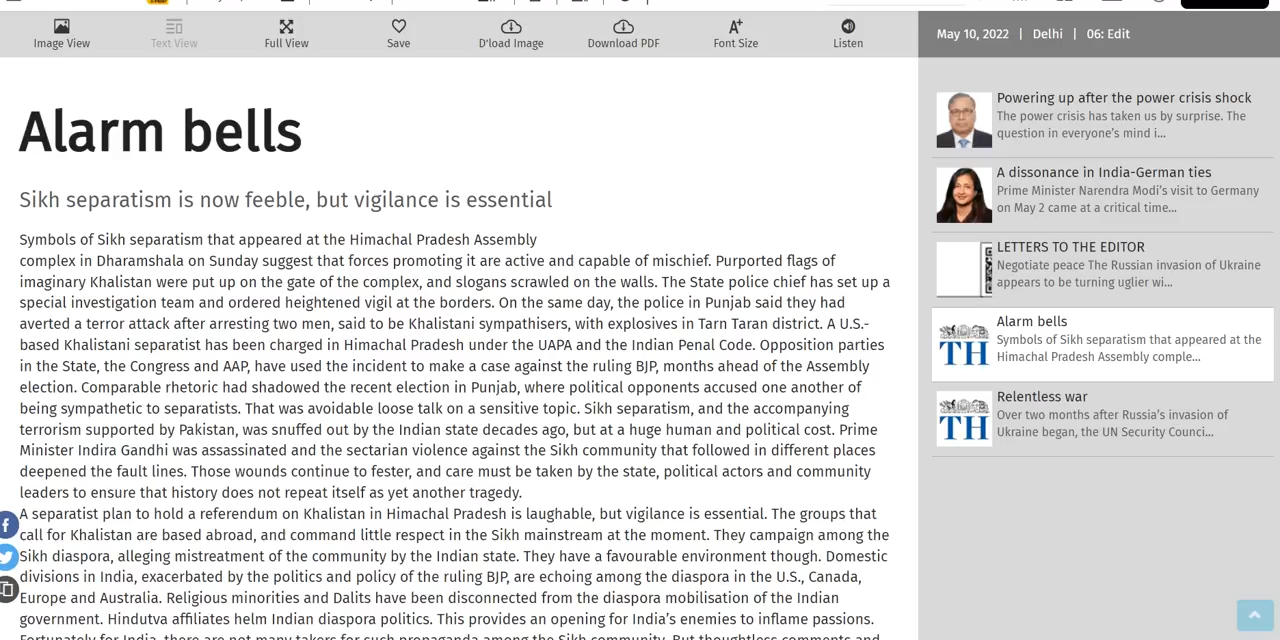 Image View
Text View
Full View
Save
D'load Image
Download PDF
Font Size
Listen
May 10, 2022 | Delhi | 06: Edit
Alarm bells
Sikh separatism is now feeble, but vigilance is essential
Symbols of Sikh separatism that appeared at the Himachal Pradesh Assembly
complex in Dharamshala on Sunday suggest that forces promoting it are active and capable of mischief. Purported flags of
imaginary Khalistan were put up on the gate of the complex, and slogans scrawled on the walls. The State police chief has set up a
special investigation team and ordered heightened vigil at the borders. On the same day, the police in Punjab said they had
averted a terror attack after arresting two men, said to be Khalistani sympathisers, with explosives in Tarn Taran district. A U.S.-
based Khalistani separatist has been charged in Himachal Pradesh under the UAPA and the Indian Penal Code. Opposition parties
in the State, the Congress and AAP, have used the incident to make a case against the ruling BJP, months ahead of the Assembly
election. Comparable rhetoric had shadowed the recent election in Punjab, where political opponents accused one another of
being sympathetic to separatists. That was avoidable loose talk on a sensitive topic. Sikh separatism, and the accompanying
terrorism supported by Pakistan, was snuffed out by the Indian state decades ago, but at a huge human and political cost. Prime
Minister Indira Gandhi was assassinated and the sectarian violence against the Sikh community that followed in different places
deepened the fault lines. Those wounds continue to fester, and care must be taken by the state, political actors and community
leaders to ensure that history does not repeat itself as yet another tragedy.
A separatist plan to hold a referendum on Khalistan in Himachal Pradesh is laughable, but vigilance is essential. The groups that
call for Khalistan are based abroad, and command little respect in the Sikh mainstream at the moment. They campaign among the
Sikh diaspora, alleging mistreatment of the community by the Indian state. They have a favourable environment though. Domestic
divisions in India, exacerbated by the politics and policy of the ruling BJP, are echoing among the diaspora in the U.S., Canada,
Europe and Australia. Religious minorities and Dalits have been disconnected from the diaspora mobilisation of the Indian
government. Hindutva affiliates helm Indian diaspora politics. This provides an opening for India's enemies to inflame passions.
Fortunately for India, there are not many takers for such propaganda among the Sikh community. But thoughtless comments and
Powering up after the power crisis shock
The power crisis has taken us by surprise. The
question in everyone's mind i...
A dissonance in India-German ties
Prime Minister Narendra Modi's visit to Germany
on May 2 came at a critical time...
LETTERS TO THE EDITOR
Negotiate peace The Russian invasion of Ukraine
appears to be turning uglier wi...
TH
Alarm bells
Symbols of Sikh separatism that appeared at the
Himachal Pradesh Assembly comple...
TH
Relentless war
Over two months after Russia's invasion of
Ukraine began, the UN Security Counci...